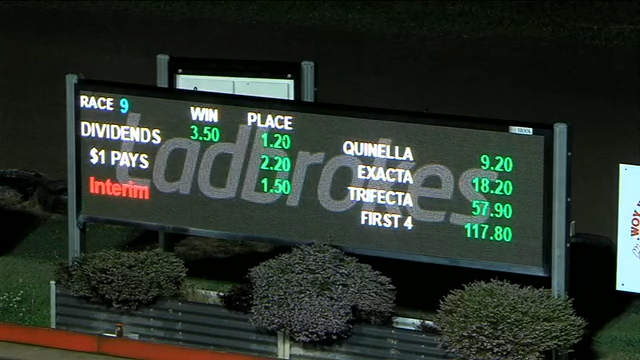 RACE 9
WIN PLACE
DIVIDENDS 3.50 1.20
$1 PAYS 2.20
Interim 1.50
QUINELLA 9.20
EXACTA 18.20
TRIFECTA 57.90
FIRST 4 117.80
Ladbrokes
WOY